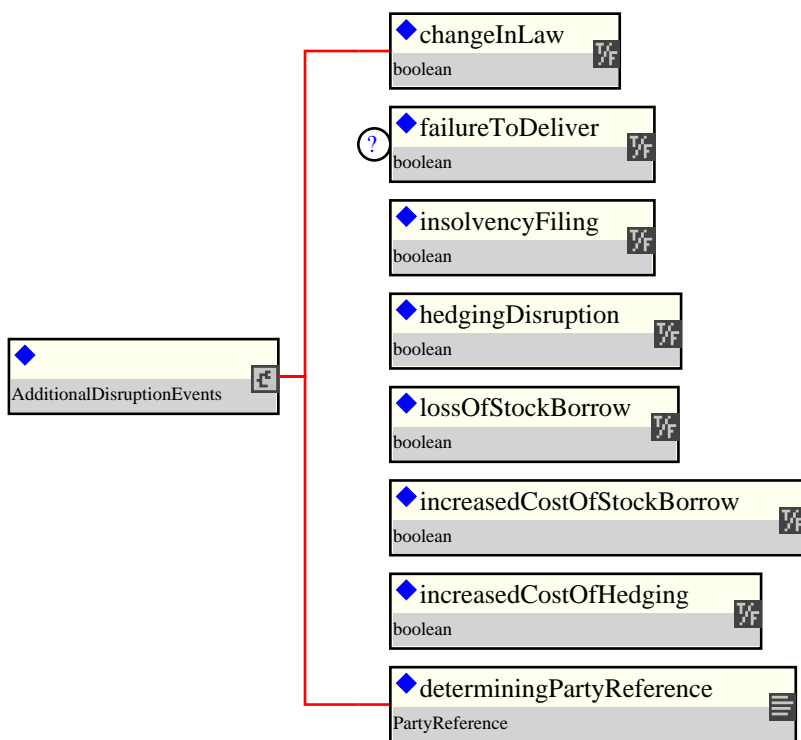 changeInLaw
T/F
boolean
failureToDeliver
T/F
?
boolean
insolvencyFiling
T/F
boolean
hedgingDisruption
T/F
boolean
AdditionalDisruptionEvents
lossOfStockBorrow
T/F
boolean
increasedCostOfStockBorrow
T/F
boolean
increasedCostOfHedging
T/F
boolean
determiningPartyReference
PartyReference